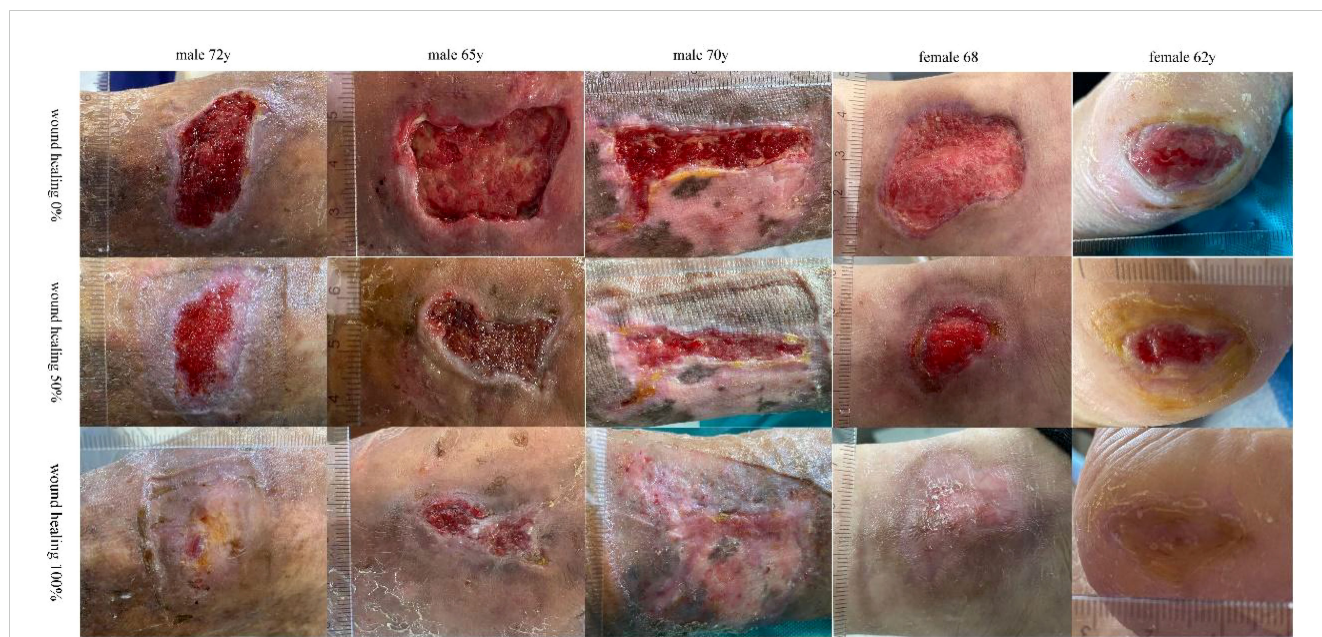 male 72y
male 65y
male 70y
female 68
female 62y
wound healing 0%
wound healing 50%
wound healing 100%